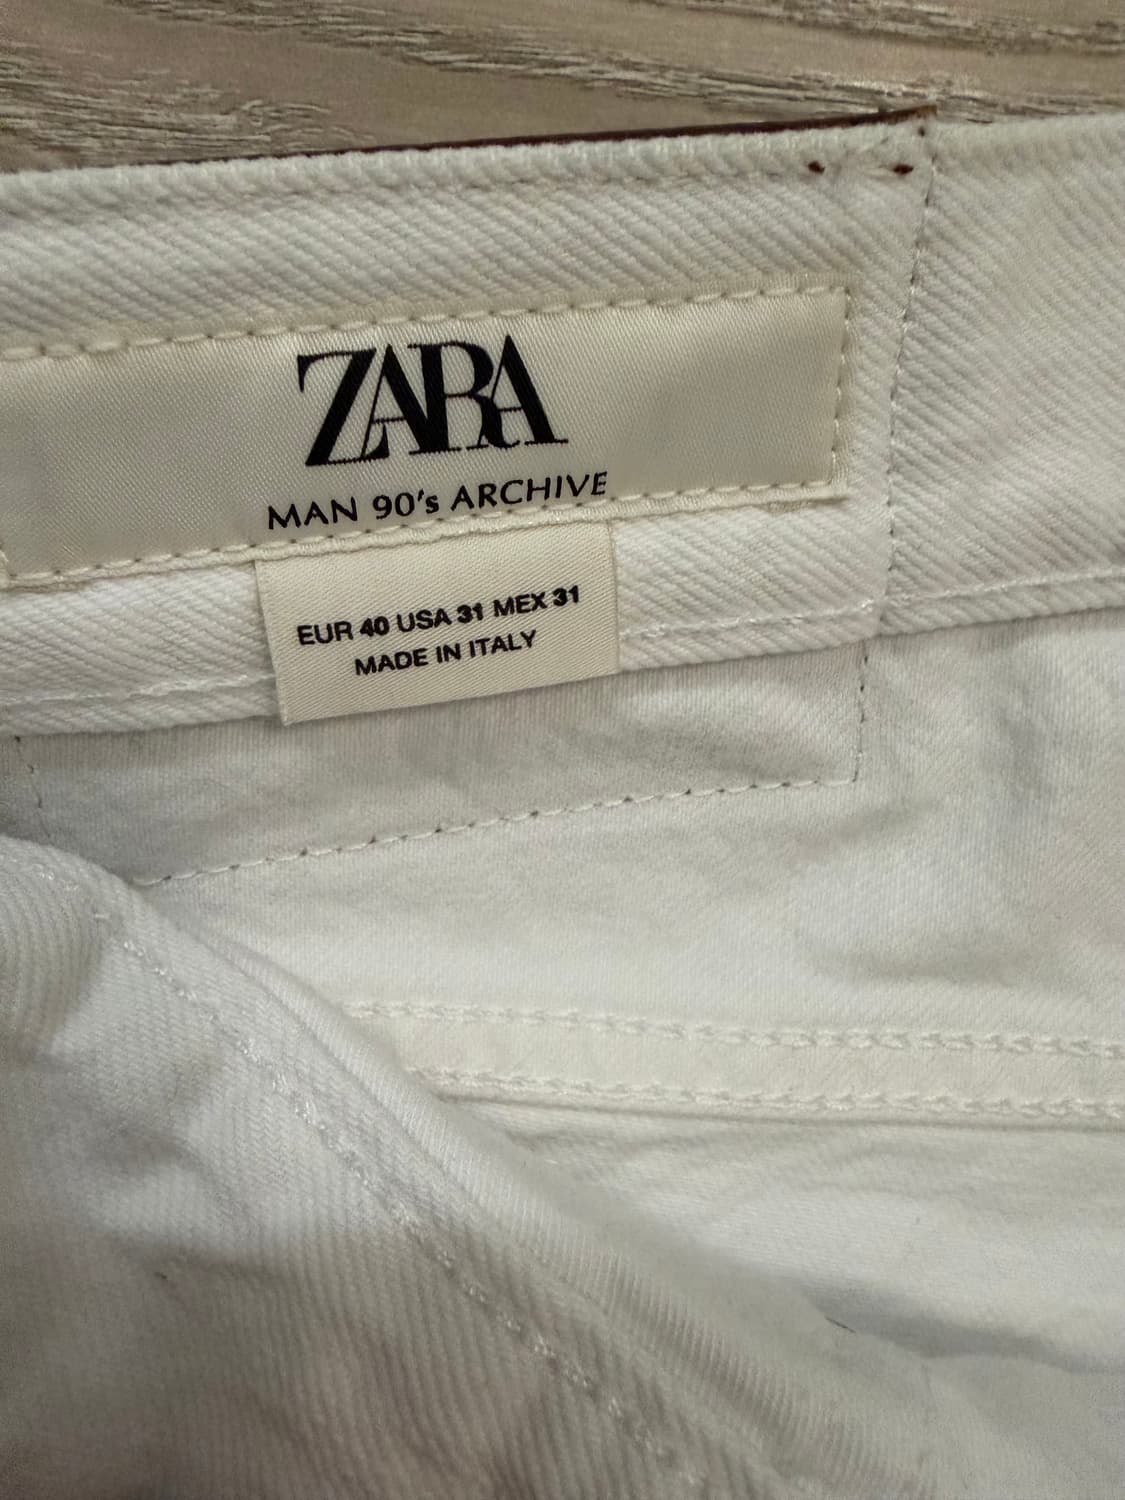 ZARA
MAN 90's ARCHIVE
EUR 40 USA 31 MEX 31
MADE IN ITALY